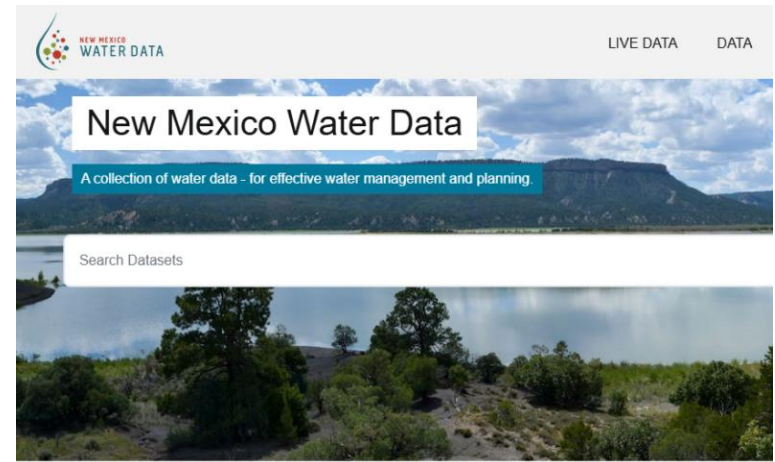 NEW MEXICO
WATER DATA
LIVE DATA
DATA
New Mexico Water Data
A collection of water data - for effective water management and planning.
Search Datasets